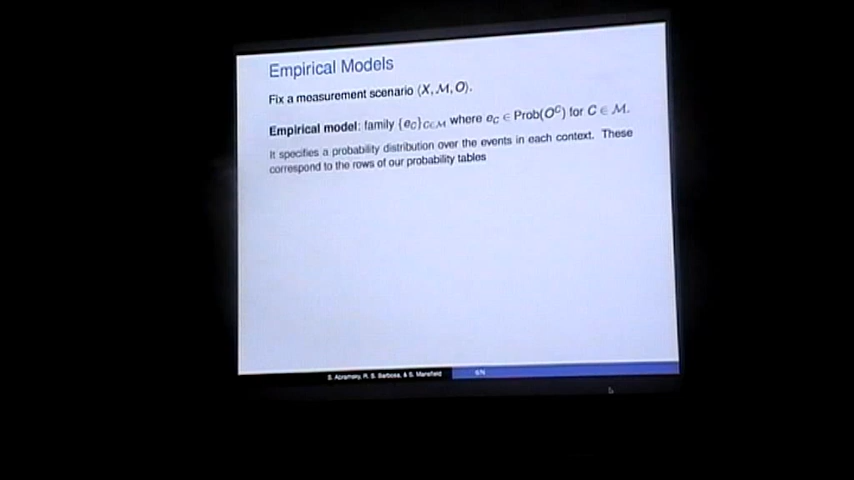 Empirical Models
Fix a measurement scenario ⟨X, M, O⟩.
Empirical model: family {e_C}_{C∈M} where e_C ∈ Prob(O^C) for C ∈ M.
It specifies a probability distribution over the events in each context. These
correspond to the rows of our probability tables
S. Abramsky, R. S. Barbosa, & S. Mansfield